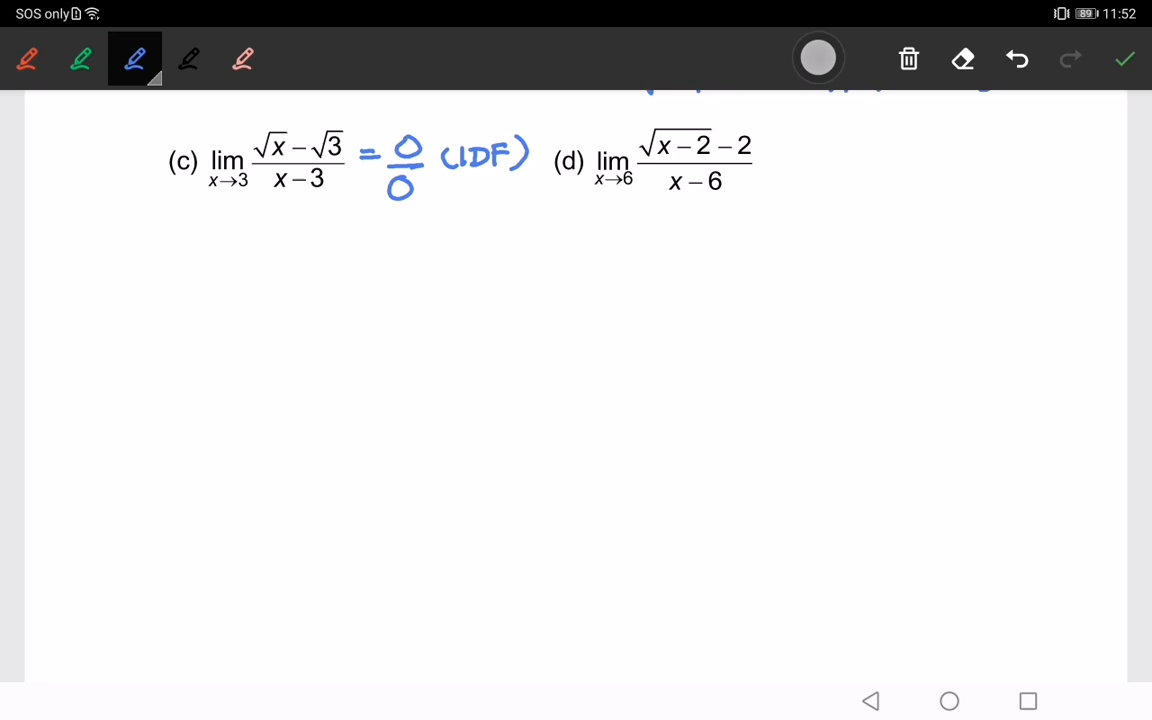 SOS only 89 11:52
(c) lim x→3 √x − √3 / x − 3 = 0/0 (IDF) (d) lim x→6 √x − 2 − 2 / x − 6